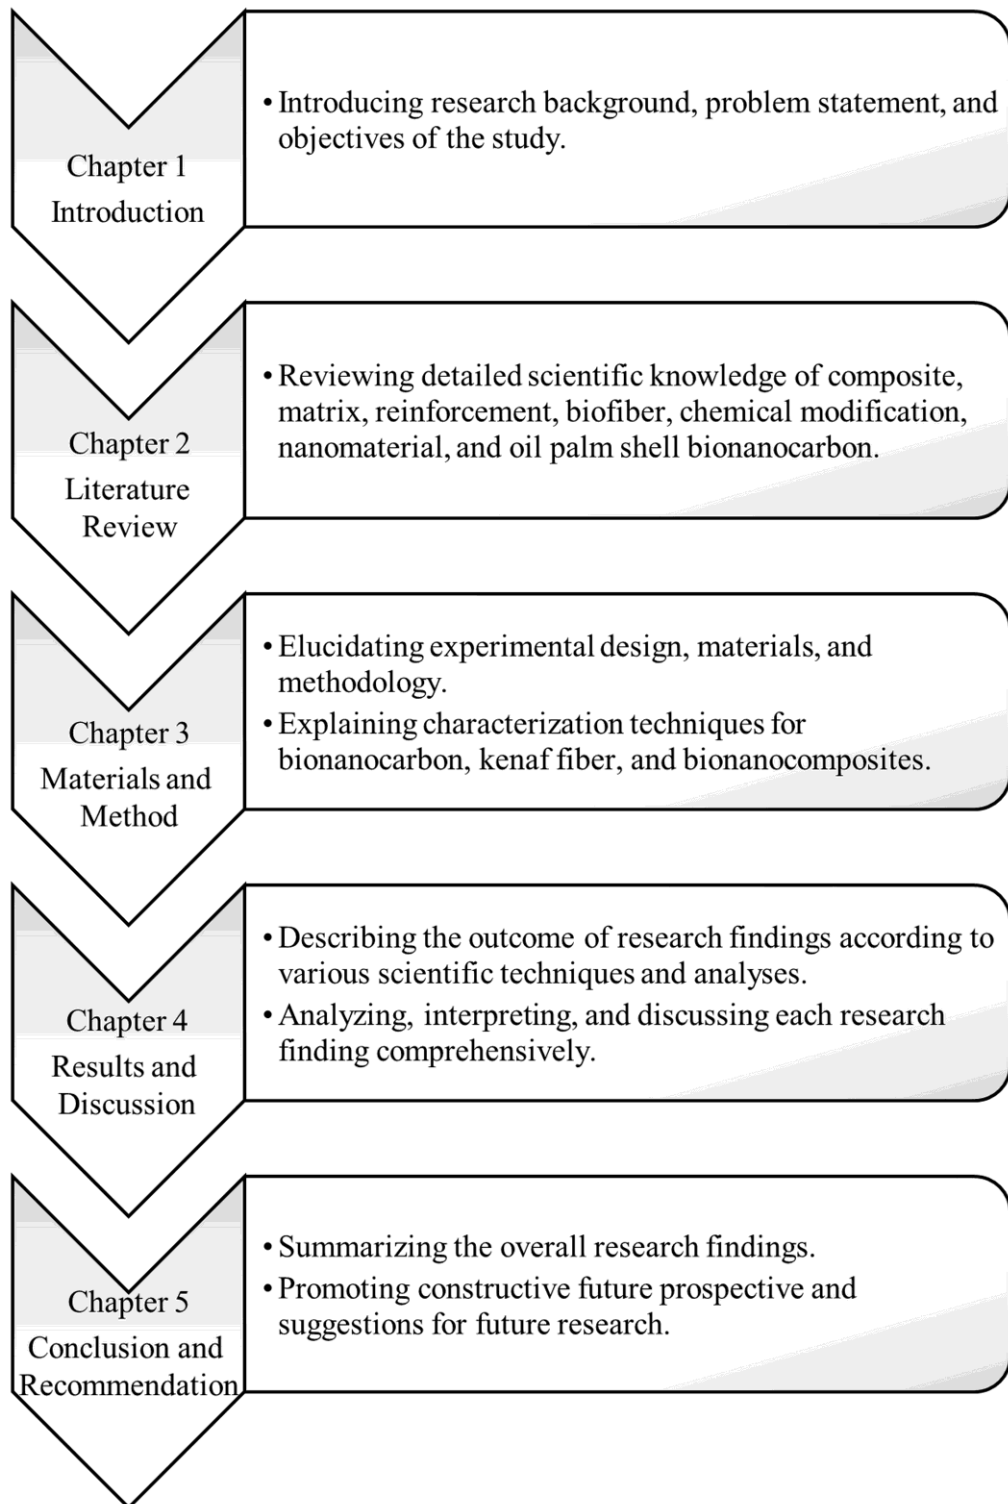 Chapter 1
Introduction
• Introducing research background, problem statement, and
objectives of the study.
Chapter 2
Literature
Review
• Reviewing detailed scientific knowledge of composite,
matrix, reinforcement, biofiber, chemical modification,
nanomaterial, and oil palm shell bionanocarbon.
Chapter 3
Materials and
Method
• Elucidating experimental design, materials, and
methodology.
• Explaining characterization techniques for
bionanocarbon, kenaf fiber, and bionanocomposites.
Chapter 4
Results and
Discussion
• Describing the outcome of research findings according to
various scientific techniques and analyses.
• Analyzing, interpreting, and discussing each research
finding comprehensively.
Chapter 5
Conclusion and
Recommendation
• Summarizing the overall research findings.
• Promoting constructive future prospective and
suggestions for future research.